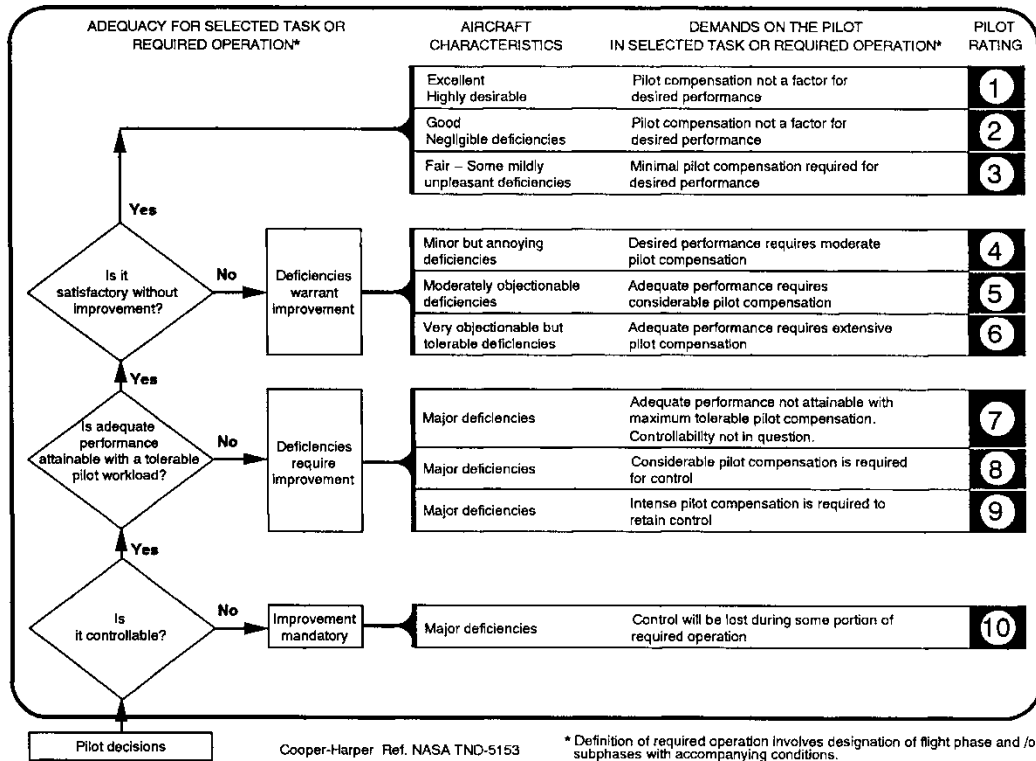 ADEQUACY FOR SELECTED TASK OR
REQUIRED OPERATION*
AIRCRAFT
CHARACTERISTICS
DEMANDS ON THE PILOT
IN SELECTED TASK OR REQUIRED OPERATION*
PILOT
RATING
Excellent
Highly desirable
Pilot compensation not a factor for
desired performance
1
Good
Negligible deficiencies
Pilot compensation not a factor for
desired performance
2
Fair – Some mildly
unpleasant deficiencies
Minimal pilot compensation required for
desired performance
3
Yes
Is it
satisfactory without
improvement?
No
Deficiencies
warrant
improvement
Minor but annoying
deficiencies
Desired performance requires moderate
pilot compensation
4
Moderately objectionable
deficiencies
Adequate performance requires
considerable pilot compensation
5
Very objectionable but
tolerable deficiencies
Adequate performance requires extensive
pilot compensation
6
Yes
Is adequate
performance
attainable with a tolerable
pilot workload?
No
Deficiencies
require
improvement
Major deficiencies
Adequate performance not attainable with
maximum tolerable pilot compensation.
Controllability not in question.
7
Major deficiencies
Considerable pilot compensation is required
for control
8
Major deficiencies
Intense pilot compensation is required to
retain control
9
Yes
Is
it controllable?
No
Improvement
mandatory
Major deficiencies
Control will be lost during some portion of
required operation
10
Pilot decisions
Cooper-Harper Ref. NASA TND-5153
* Definition of required operation involves designation of flight phase and /o
subphases with accompanying conditions.